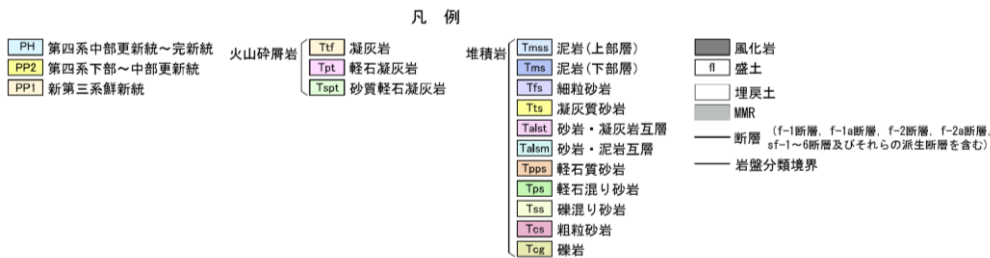 凡 例
PH 第四系中部更新統～完新統
PP2 第四系下部～中部更新統
PP1 新第三系鮮新統
火山砕屑岩
Ttf 凝灰岩
Tpt 軽石凝灰岩
Tspt 砂質軽石凝灰岩
堆積岩
Tmss 泥岩(上部層)
Tms 泥岩(下部層)
Tfs 細粒砂岩
Tts 凝灰質砂岩
Talst 砂岩・凝灰岩互層
Talsm 砂岩・泥岩互層
Tpps 軽石質砂岩
Tps 軽石混り砂岩
Tss 礫混り砂岩
Tcs 粗粒砂岩
Tcg 礫岩
風化岩
fl 盛土
埋戻土
MMR
断層 (f-1断層, f-1a断層, f-2断層, f-2a断層,
sf-1～6断層及びそれらの派生断層を含む)
岩盤分類境界